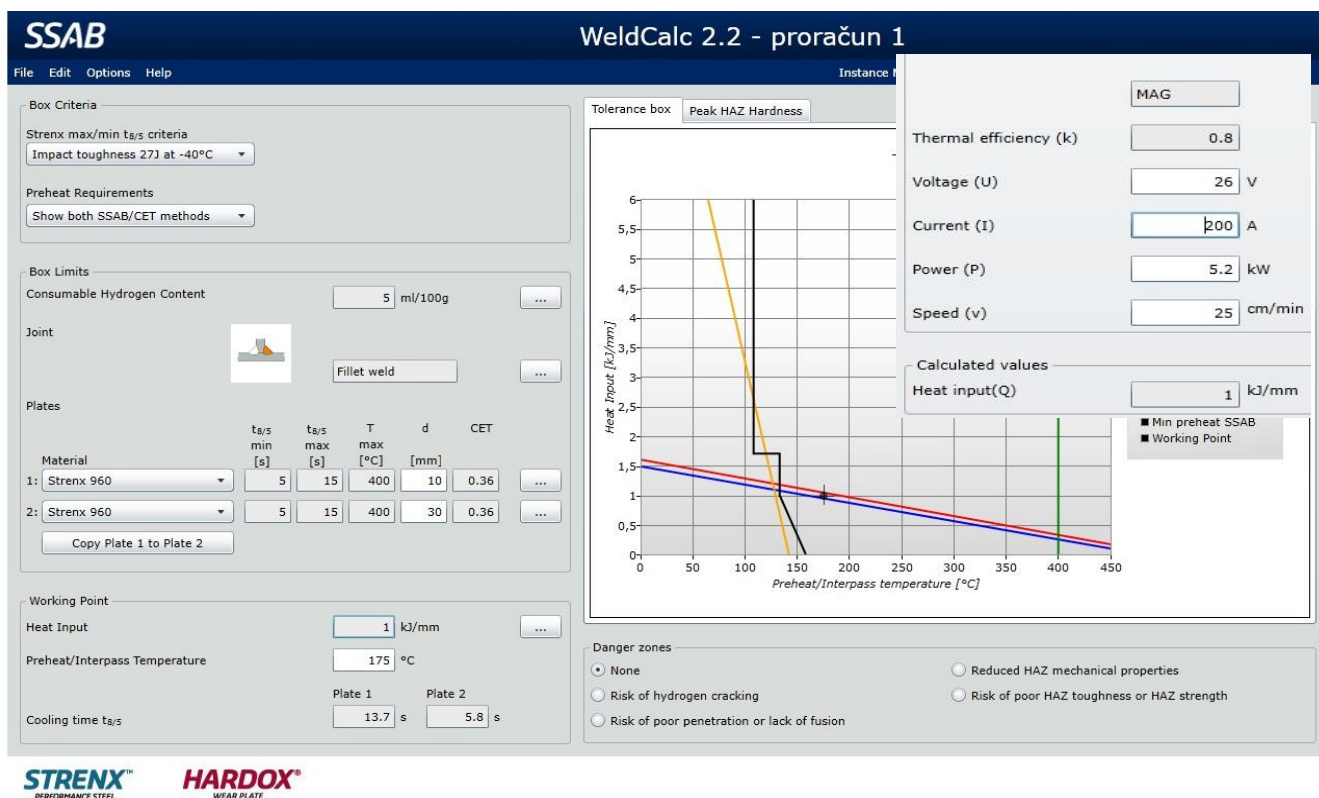 SSAB
WeldCalc 2.2 - proračun 1
File Edit Options Help
Instance
Box Criteria
Strenx max/min t8/5 criteria
Impact toughness 27J at -40°C
Preheat Requirements
Show both SSAB/CET methods
Box Limits
Consumable Hydrogen Content 5 ml/100g ...
Joint
Fillet weld ...
Plates
t8/5 t8/5 T d CET
min max max
Material [s] [s] [°C] [mm]
1: Strenx 960 5 15 400 10 0.36 ...
2: Strenx 960 5 15 400 30 0.36 ...
Copy Plate 1 to Plate 2
Working Point
Heat Input 1 kJ/mm ...
Preheat/Interpass Temperature 175 °C
Plate 1 Plate 2
Cooling time t8/5 13.7 s 5.8 s
Tolerance box Peak HAZ Hardness
6
5,5
5
4,5
4
3,5
3
2,5
2
1,5
1
0,5
0
Heat Input [kJ/mm]
0 50 100 150 200 250 300 350 400 450
Preheat/Interpass temperature [°C]
MAG
Thermal efficiency (k) 0.8
Voltage (U) 26 V
Current (I) 200 A
Power (P) 5.2 kW
Speed (v) 25 cm/min
Calculated values
Heat input(Q) 1 kJ/mm
Min preheat SSAB
Working Point
Danger zones
None Reduced HAZ mechanical properties
Risk of hydrogen cracking Risk of poor HAZ toughness or HAZ strength
Risk of poor penetration or lack of fusion
STRENX™ HARDOX®
PERFORMANCE STEEL WEAR PLATE